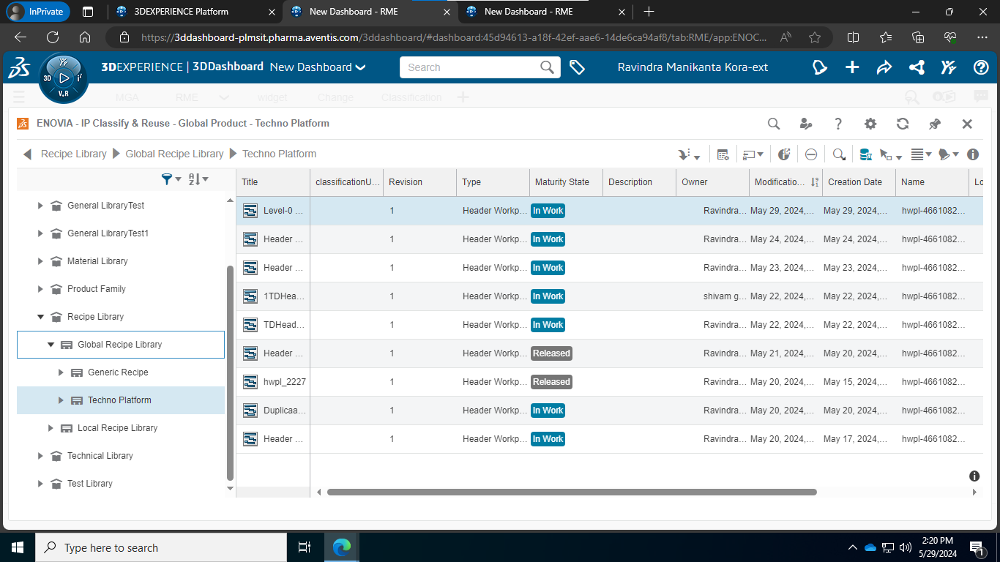 InPrivate
3DEXPERIENCE Platform
New Dashboard - RME
New Dashboard - RME
https://3ddashboard-plmsit.pharma.aventis.com/3ddashboard/#dashboard:45d94613-a18f-42ef-aae6-14de6ca94af8/tab:RME/app:ENOC...
3D
V.R
3DEXPERIENCE | 3DDashboard New Dashboard
Search
Ravindra Manikanta Kora-ext
MGA RME widget Change Classification
ENOVIA - IP Classify & Reuse - Global Product - Techno Platform
Recipe Library Global Recipe Library Techno Platform
General LibraryTest
General LibraryTest1
Material Library
Product Family
Recipe Library
Global Recipe Library
Generic Recipe
Techno Platform
Local Recipe Library
Technical Library
Test Library
Title classificationU... Revision Type Maturity State Description Owner Modificatio... Creation Date Name Lo
Level-0 ... 1 Header Workp... In Work Ravindra... May 29, 2024,... May 29, 2024,... hwpl-4661082...
Header ... 1 Header Workp... In Work Ravindra... May 24, 2024,... May 24, 2024,... hwpl-4661082...
Header ... 1 Header Workp... In Work Ravindra... May 23, 2024,... May 23, 2024,... hwpl-4661082...
1TDHea... 1 Header Workp... In Work shivam g... May 22, 2024,... May 22, 2024,... hwpl-4661082...
TDHead... 1 Header Workp... In Work Ravindra... May 22, 2024,... May 22, 2024,... hwpl-4661082...
Header ... 1 Header Workp... Released Ravindra... May 21, 2024,... May 20, 2024,... hwpl-4661082...
hwpl_2227 1 Header Workp... Released Ravindra... May 20, 2024,... May 15, 2024,... hwpl-4661082...
Duplicaa... 1 Header Workp... In Work Ravindra... May 20, 2024,... May 20, 2024,... hwpl-4661082...
Header ... 1 Header Workp... In Work Ravindra... May 20, 2024,... May 17, 2024,... hwpl-4661082...
Type here to search
2:20 PM
5/29/2024
1